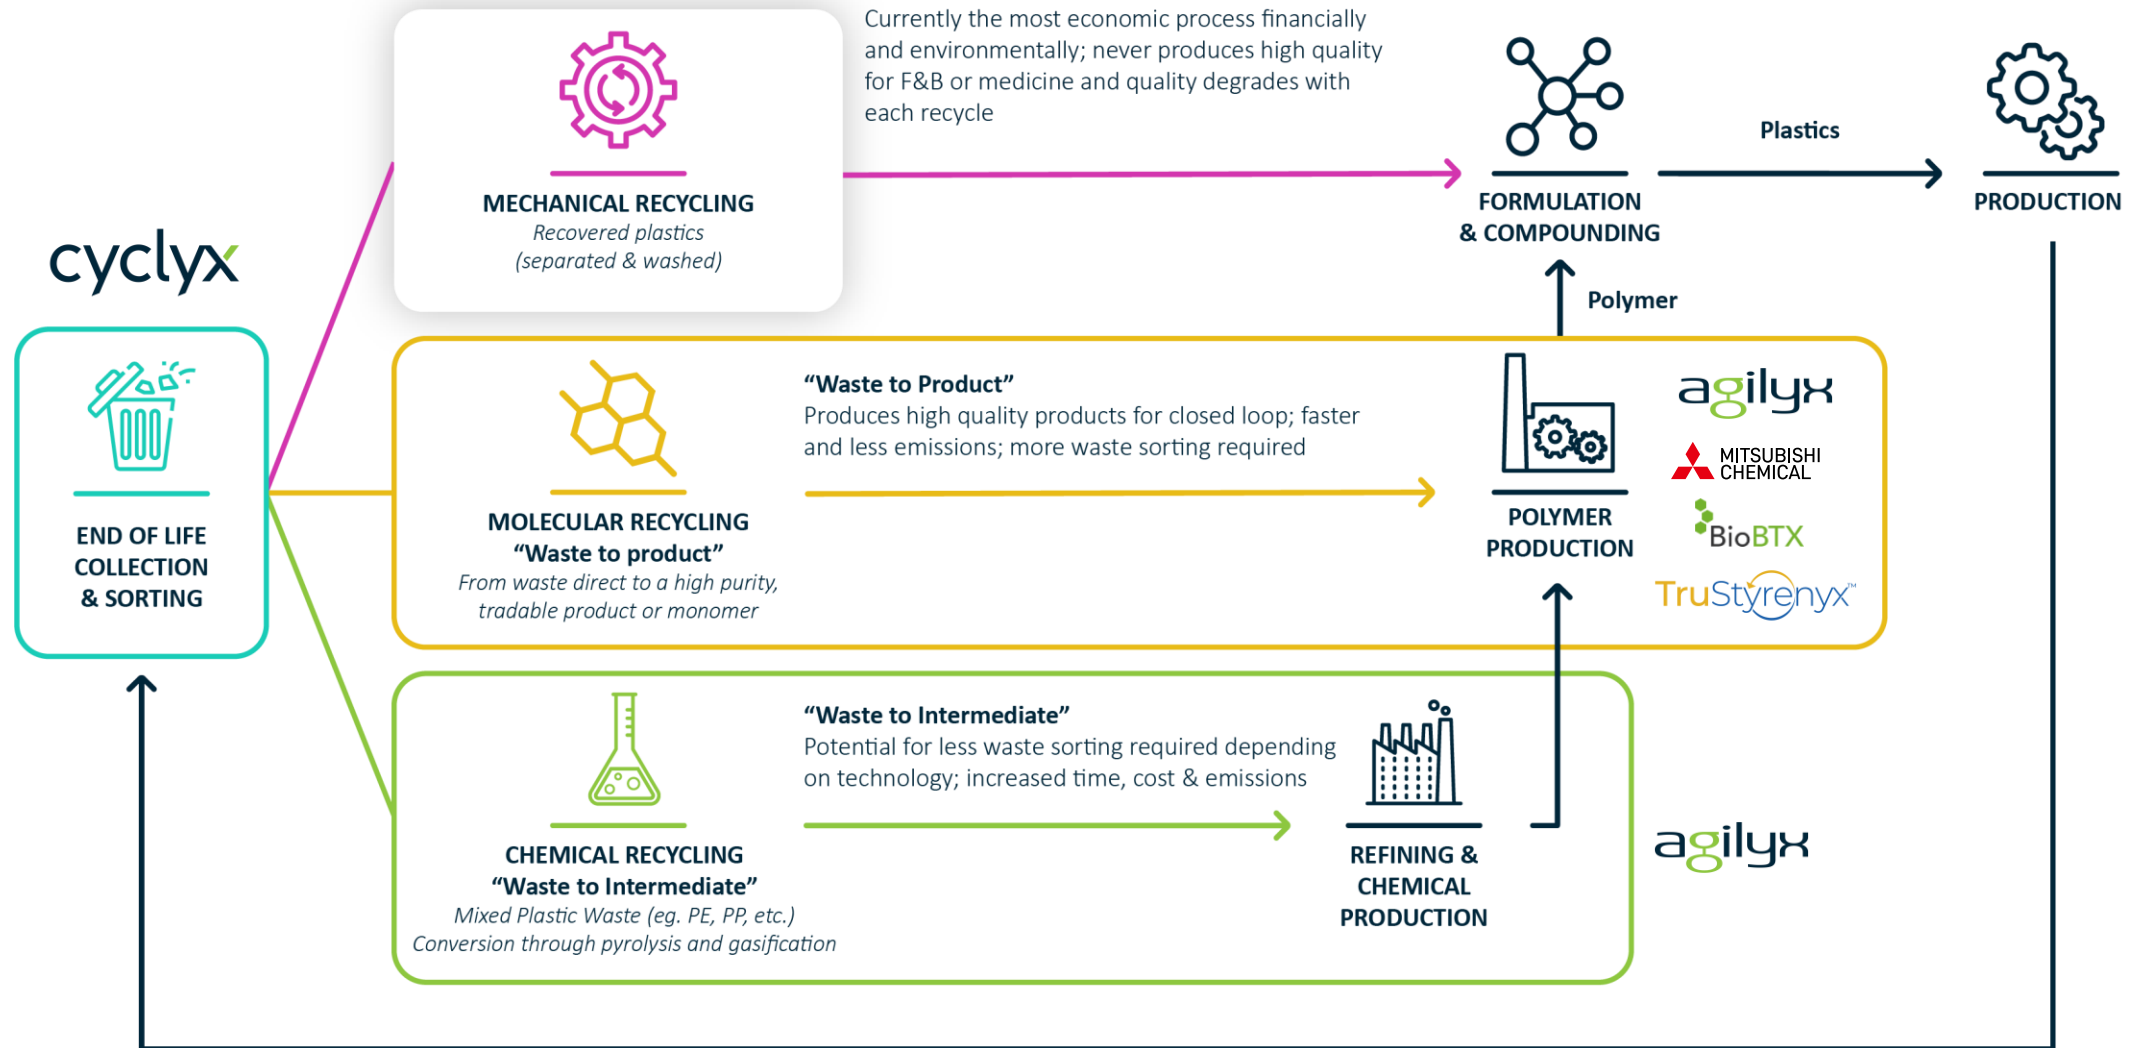 cyclyx
END OF LIFE
COLLECTION
& SORTING
MECHANICAL RECYCLING
Recovered plastics
(separated & washed)
Currently the most economic process financially
and environmentally; never produces high quality
for F&B or medicine and quality degrades with
each recycle
FORMULATION
& COMPOUNDING
Plastics
PRODUCTION
Polymer
MOLECULAR RECYCLING
“Waste to product”
From waste direct to a high purity,
tradable product or monomer
“Waste to Product”
Produces high quality products for closed loop; faster
and less emissions; more waste sorting required
POLYMER
PRODUCTION
agilyx
MITSUBISHI
CHEMICAL
BioBTX
TruStyrenyx™
CHEMICAL RECYCLING
“Waste to Intermediate”
Mixed Plastic Waste (eg. PE, PP, etc.)
Conversion through pyrolysis and gasification
“Waste to Intermediate”
Potential for less waste sorting required depending
on technology; increased time, cost & emissions
REFINING &
CHEMICAL
PRODUCTION
agilyx